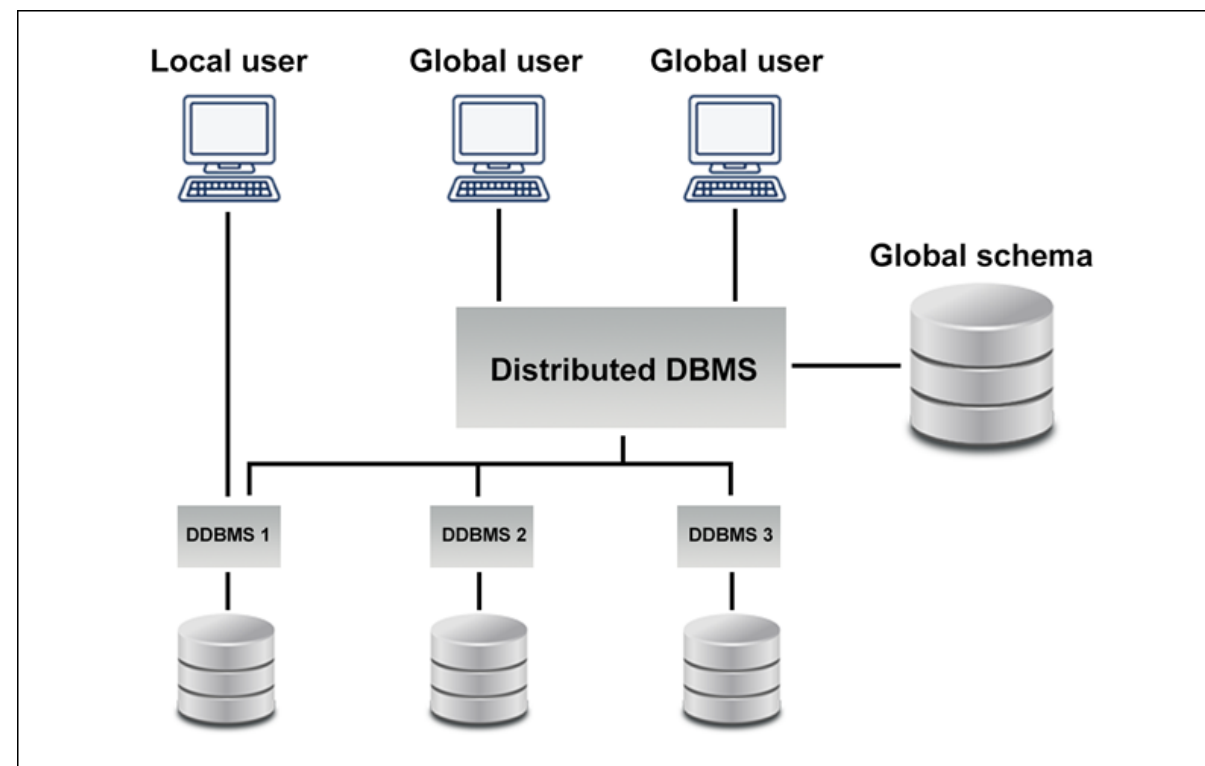 Local user
Global user
Global user
Global schema
Distributed DBMS
DDBMS 1
DDBMS 2
DDBMS 3